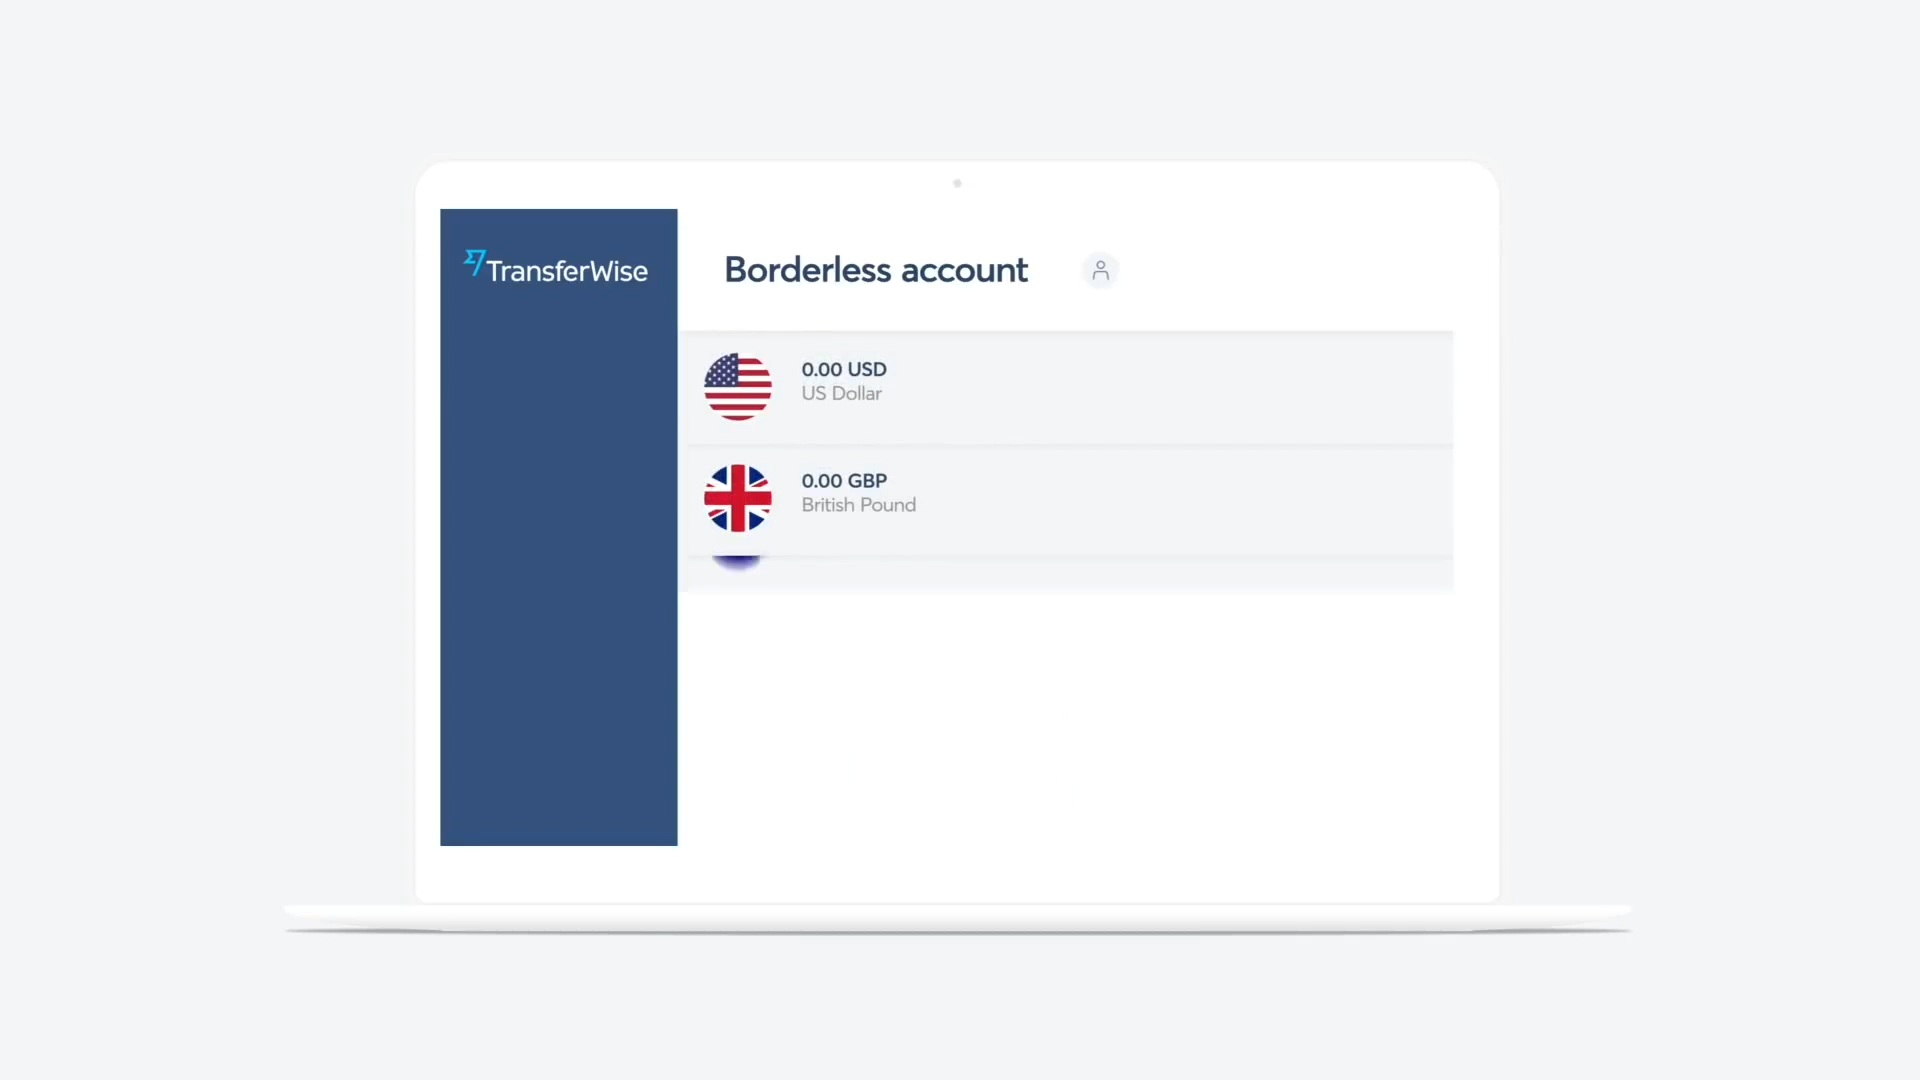 TransferWise
Borderless account
0.00 USD
US Dollar
0.00 GBP
British Pound